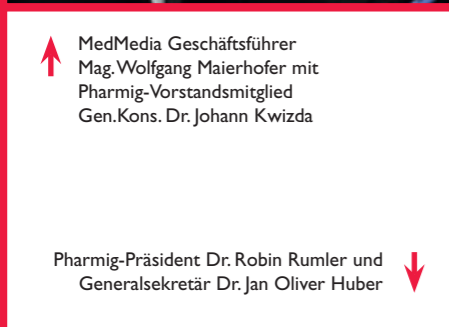 MedMedia Geschäftsführer
Mag. Wolfgang Maierhofer mit
Pharmig-Vorstandsmitglied
Gen.Kons. Dr. Johann Kwizda
Pharmig-Präsident Dr. Robin Rumler und
Generalsekretär Dr. Jan Oliver Huber